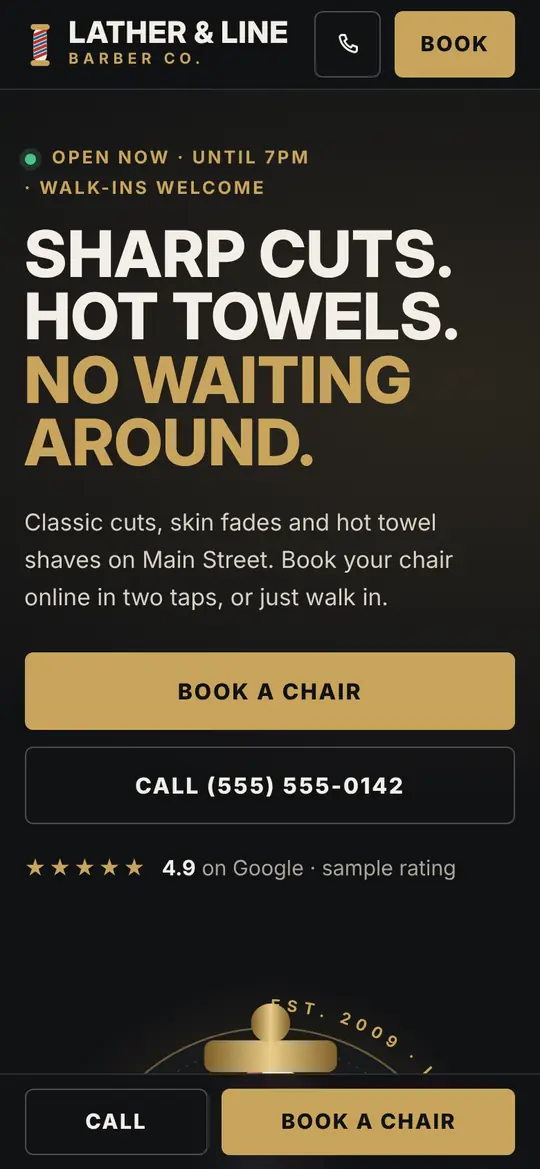 LATHER & LINE
BARBER CO.
BOOK
OPEN NOW · UNTIL 7PM
· WALK-INS WELCOME
SHARP CUTS.
HOT TOWELS.
NO WAITING
AROUND.
Classic cuts, skin fades and hot towel
shaves on Main Street. Book your chair
online in two taps, or just walk in.
BOOK A CHAIR
CALL (555) 555-0142
★★★★★ 4.9 on Google · sample rating
EST. 2009 ·
CALL
BOOK A CHAIR